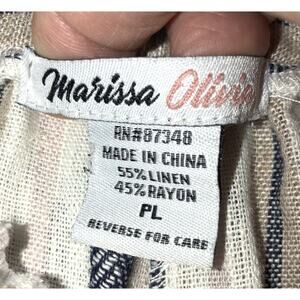 Marissa Olivia
RN#87348
MADE IN CHINA
55% LINEN
45% RAYON
PL
REVERSE FOR CARE